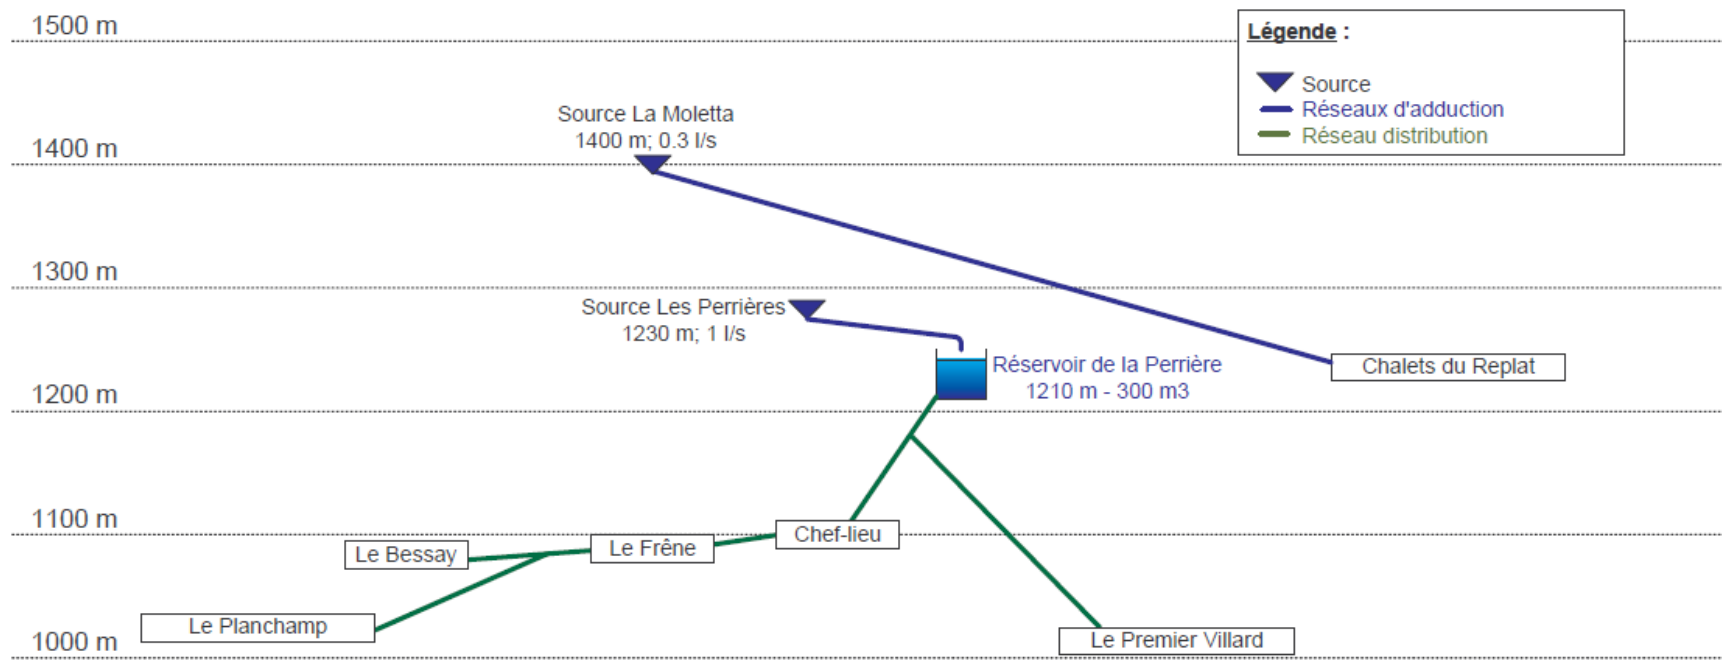 1500 m
Légende :
Source
Réseaux d'adduction
Réseau distribution
Source La Moletta
1400 m; 0.3 l/s
1400 m
1300 m
Source Les Perrières
1230 m; 1 l/s
Réservoir de la Perrière
1210 m - 300 m3
Chalets du Replat
1200 m
1100 m
Chef-lieu
Le Frêne
Le Bessay
Le Planchamp
Le Premier Villard
1000 m